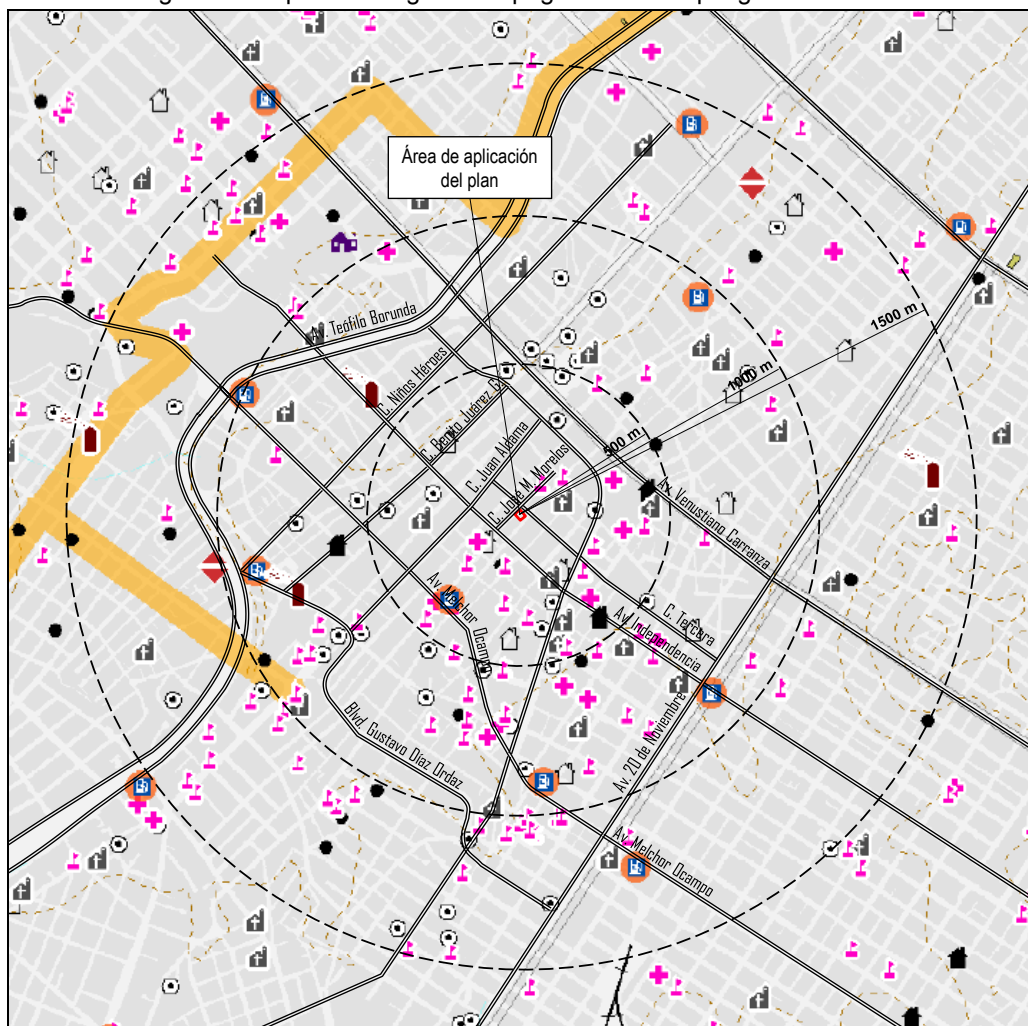 Área de aplicación
del plan
Av. Teófilo Borunda
C. Niños Héroes
C. Benito Juárez G.
C. Juan Aldama
C. José M. Morelos
500 m
1000 m
1500 m
Av. Venustiano Carranza
C. Tercera
Av. Independencia
Av. Melchor Ocampo
Av. 20 de Noviembre
Blvd. Gustavo Díaz Ordaz
Av. Melchor Ocampo